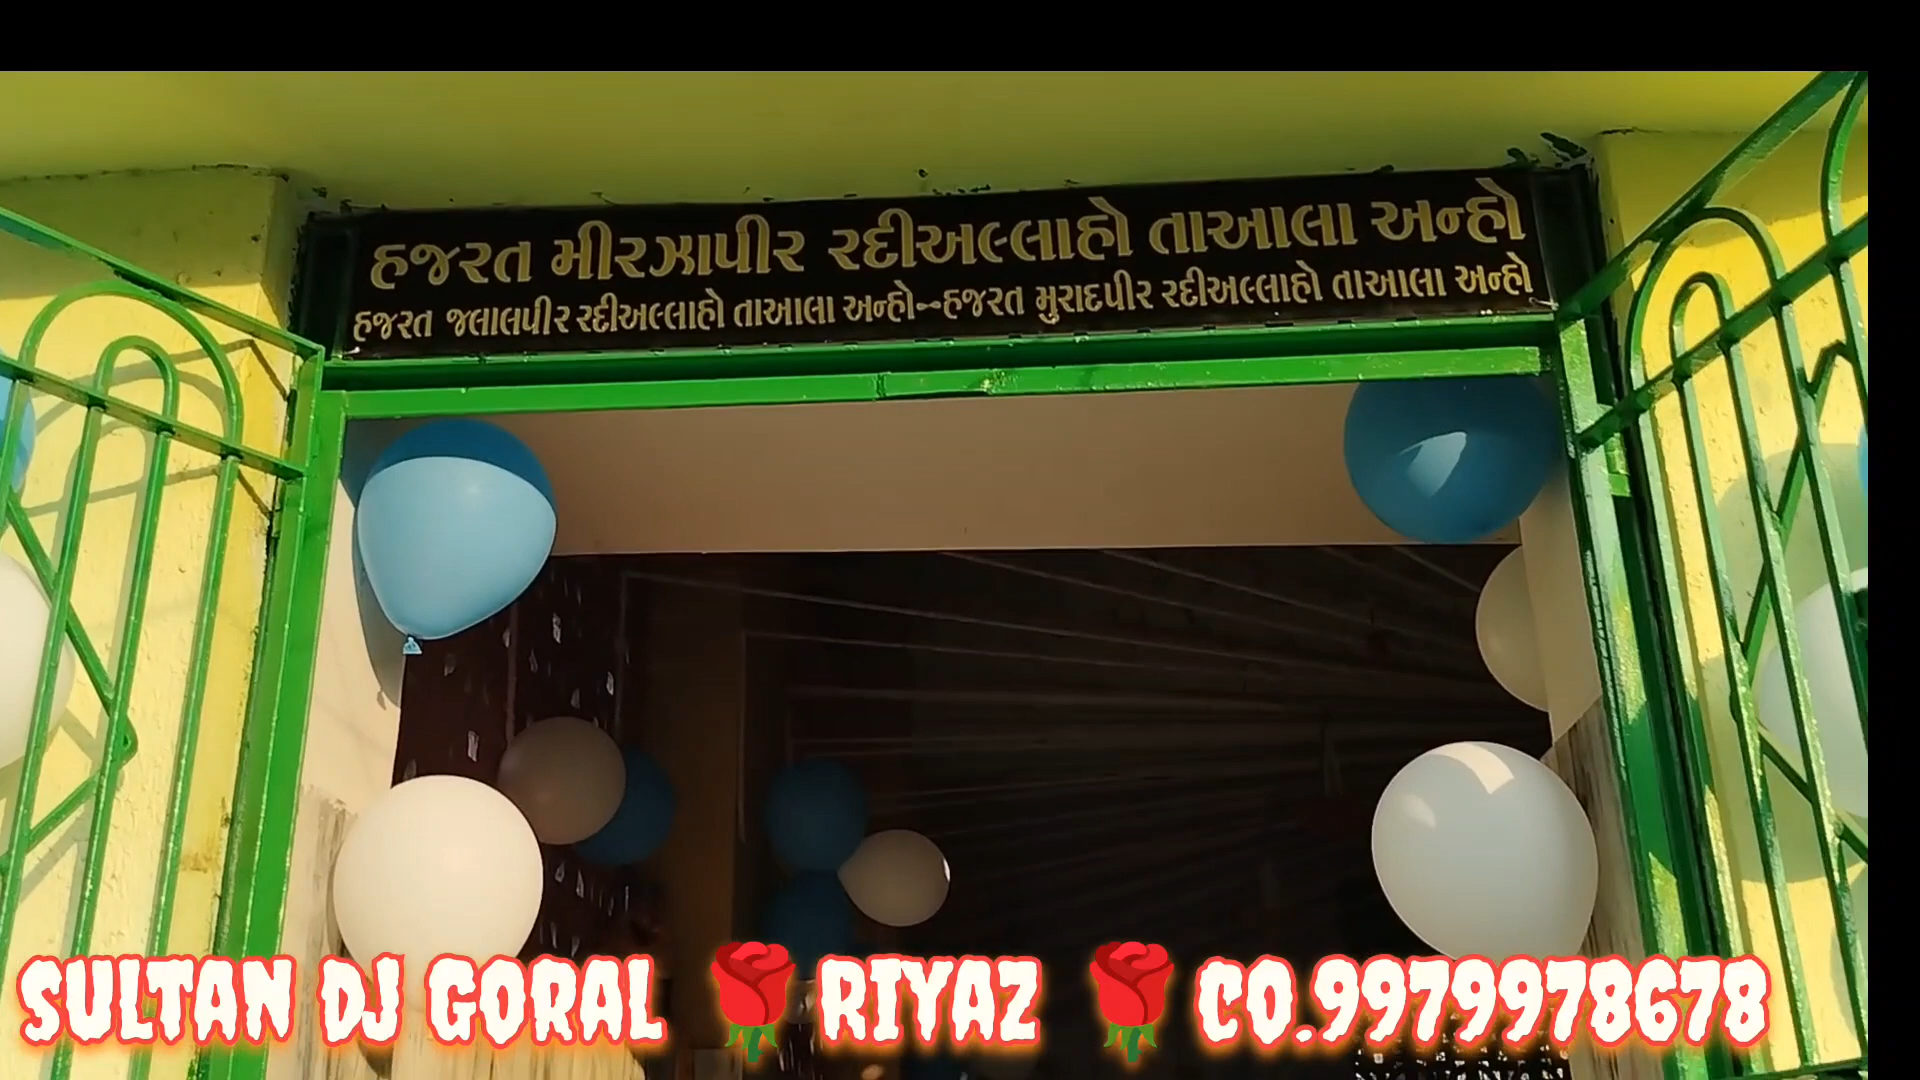 હજરત મીરઝાપીર રદીઅલ્લાહો તાઆલા અન્હો
હજરત જલાલપીર રદીઅલ્લાહો તાઆલા અન્હો--હજરત મુરાદપીર રદીઅલ્લાહો તાઆલા અન્હો
SULTAN DJ GORAL 🌹 RIYAZ 🌹 CO.9979978678